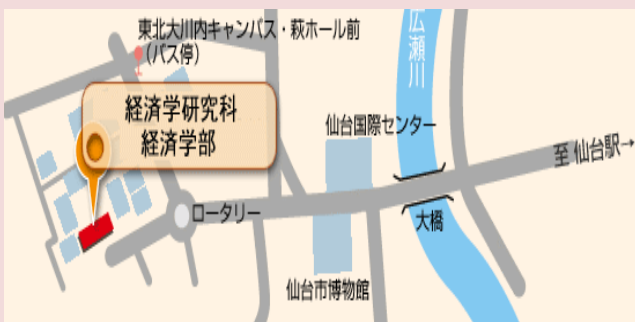 東北大川内キャンパス・萩ホール前
(バス停)
経済学研究科
経済学部
広瀬川
仙台国際センター
至 仙台駅→
ロータリー
大橋
仙台市博物館